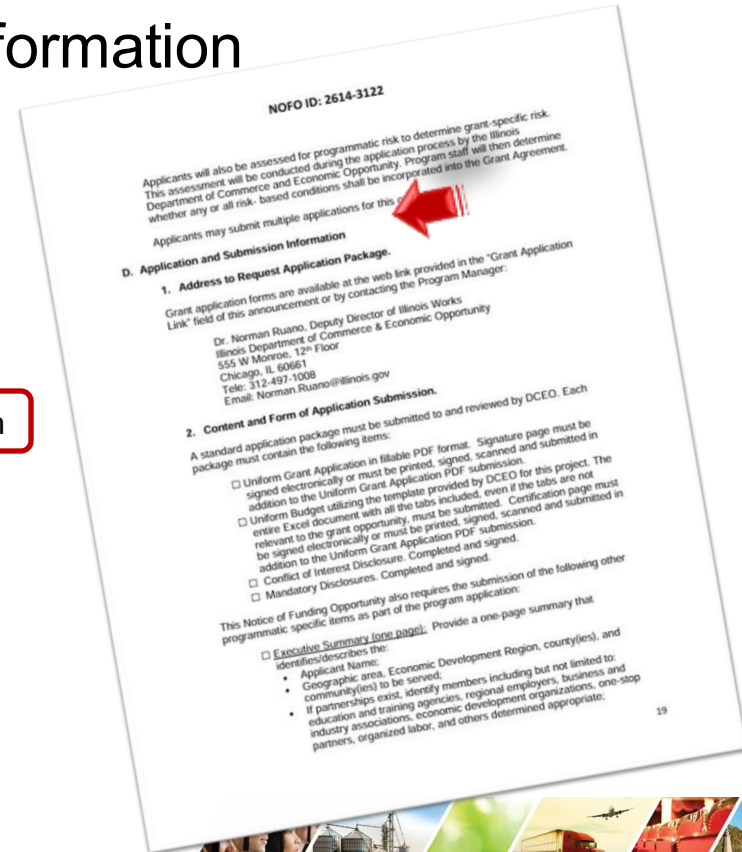 formation
n
NOFO ID: 2614-3122
Applicants will also be assessed for programmatic risk to determine grant-specific risk.
This assessment will be conducted during the application process by the Illinois
Department of Commerce and Economic Opportunity. Program staff will then determine
whether any or all risk- based conditions shall be incorporated into the Grant Agreement.
Applicants may submit multiple applications for this
D. Application and Submission Information
1. Address to Request Application Package.
Grant application forms are available at the web link provided in the "Grant Application
Link" field of this announcement or by contacting the Program Manager:
Dr. Norman Ruano, Deputy Director of Illinois Works
Illinois Department of Commerce & Economic Opportunity
555 W Monroe, 12th Floor
Chicago, IL 60661
Tele: 312-497-1008
Email: Norman.Ruano@illinois.gov
2. Content and Form of Application Submission.
A standard application package must be submitted to and reviewed by DCEO. Each
package must contain the following items:
☐ Uniform Grant Application in fillable PDF format. Signature page must be
signed electronically or must be printed, signed, scanned and submitted in
addition to the Uniform Grant Application PDF submission.
☐ Uniform Budget utilizing the template provided by DCEO for this project. The
entire Excel document with all the tabs included, even if the tabs are not
relevant to the grant opportunity, must be submitted. Certification page must
be signed electronically or must be printed, signed, scanned and submitted in
addition to the Uniform Grant Application PDF submission.
☐ Conflict of Interest Disclosure. Completed and signed.
☐ Mandatory Disclosures. Completed and signed.
This Notice of Funding Opportunity also requires the submission of the following other
programmatic specific items as part of the program application:
☐ Executive Summary (one page): Provide a one-page summary that
identifies/describes the:
• Applicant Name;
• Geographic area, Economic Development Region, county(ies), and
community(ies) to be served;
• If partnerships exist, identify members including but not limited to:
education and training agencies, regional employers, business and
industry associations, economic development organizations, one-stop
partners, organized labor, and others determined appropriate;
19